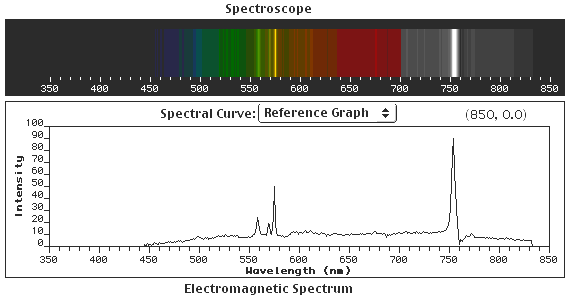 Spectroscope
350 400 450 500 550 600 650 700 750 800 850
Spectral Curve: Reference Graph (850, 0.0)
100
90
80
70
60
50
40
30
20
10
0
Intensity
350 400 450 500 550 600 650 700 750 800 850
Wavelength (nm)
Electromagnetic Spectrum